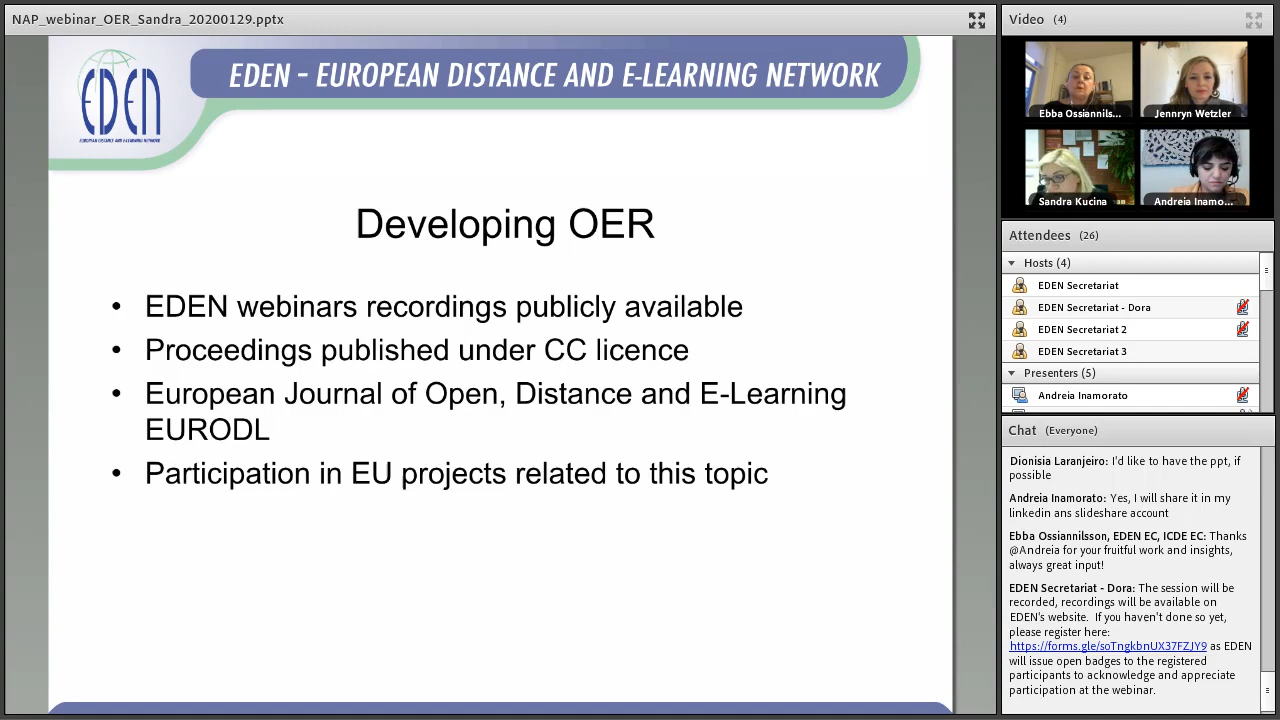 NAP_webinar_OER_Sandra_20200129.pptx
EDEN
EUROPEAN DISTANCE AND E-LEARNING NETWORK
EDEN - EUROPEAN DISTANCE AND E-LEARNING NETWORK
Developing OER
• EDEN webinars recordings publicly available
• Proceedings published under CC licence
• European Journal of Open, Distance and E-Learning
EURODL
• Participation in EU projects related to this topic
Video (4)
Ebba Ossiannils...
Jennryn Wetzler
Sandra Kucina
Andreia Inamo...
Attendees (26)
Hosts (4)
EDEN Secretariat
EDEN Secretariat - Dora
EDEN Secretariat 2
EDEN Secretariat 3
Presenters (5)
Andreia Inamorato
Chat (Everyone)
Dionisia Laranjeiro: I'd like to have the ppt, if
possible
Andreia Inamorato: Yes, I will share it in my
linkedin ans slideshare account
Ebba Ossiannilsson, EDEN EC, ICDE EC: Thanks
@Andreia for your fruitful work and insights,
always great input!
EDEN Secretariat - Dora: The session will be
recorded, recordings will be available on
EDEN's website. If you haven't done so yet,
please register here:
https://forms.gle/soTngkbnUX37FZJY9 as EDEN
will issue open badges to the registered
participants to acknowledge and appreciate
participation at the webinar.